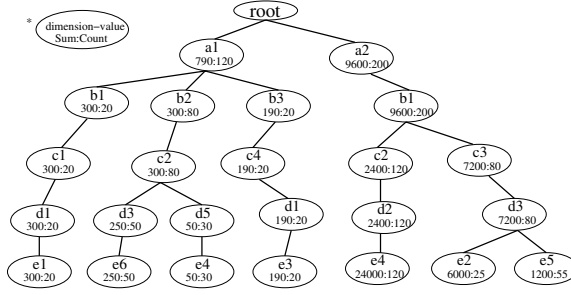 root
* dimension-value
Sum:Count
a1
790:120
a2
9600:200
b1
300:20
b2
300:80
b3
190:20
b1
9600:200
c1
300:20
c2
300:80
c4
190:20
c2
2400:120
c3
7200:80
d1
300:20
d3
250:50
d5
50:30
d1
190:20
d2
2400:120
d3
7200:80
e1
300:20
e6
250:50
e4
50:30
e3
190:20
e4
24000:120
e2
6000:25
e5
1200:55